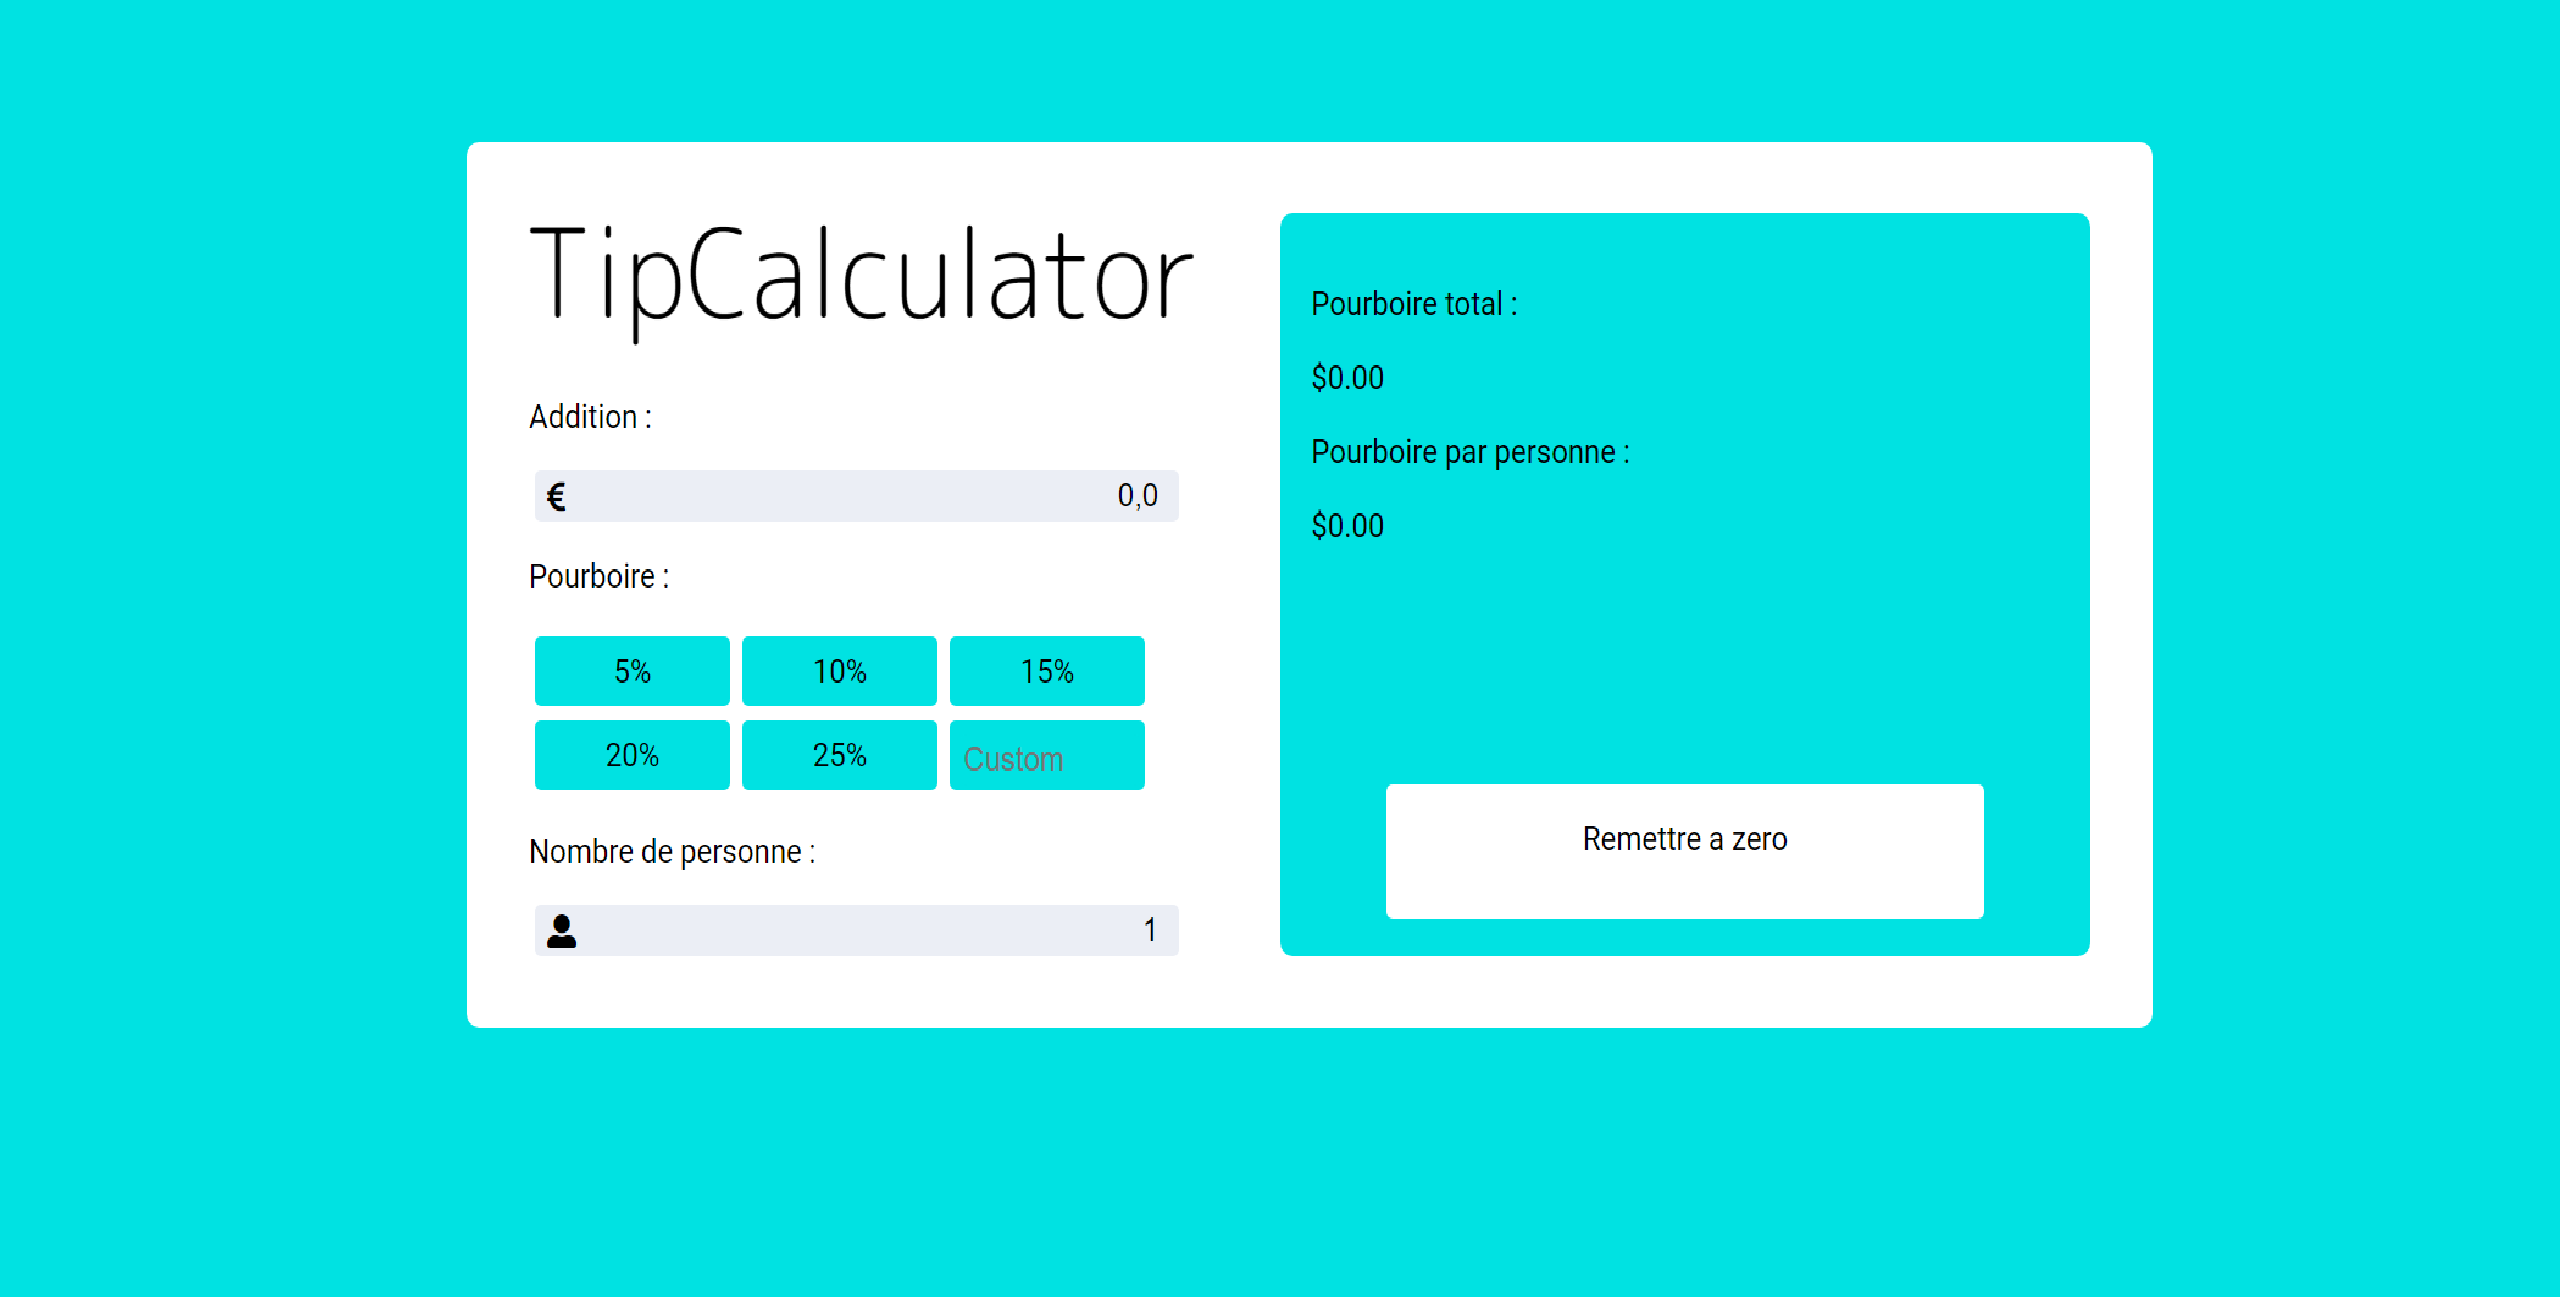 TipCalculator
Addition :
€ 0,0
Pourboire :
5% 10% 15%
20% 25% Custom
Nombre de personne :
1
Pourboire total :
$0.00
Pourboire par personne :
$0.00
Remettre a zero